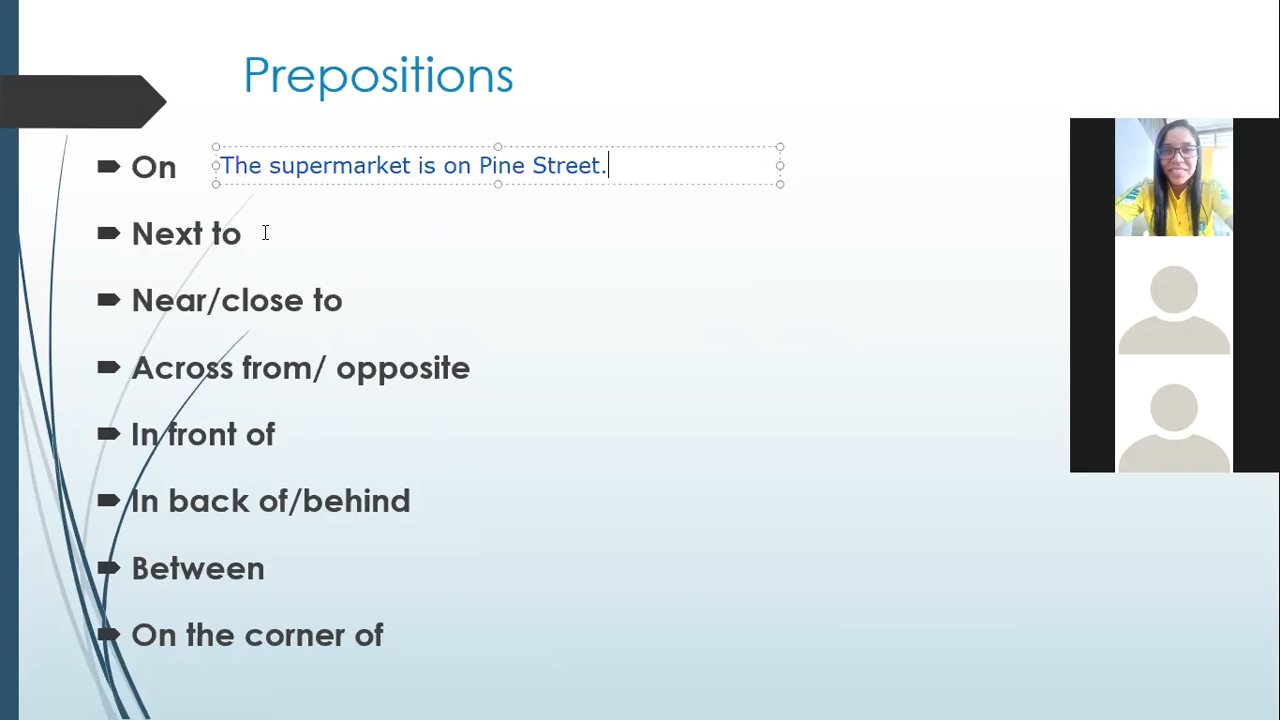 Prepositions
On The supermarket is on Pine Street.
Next to
Near/close to
Across from/ opposite
In front of
In back of/behind
Between
On the corner of